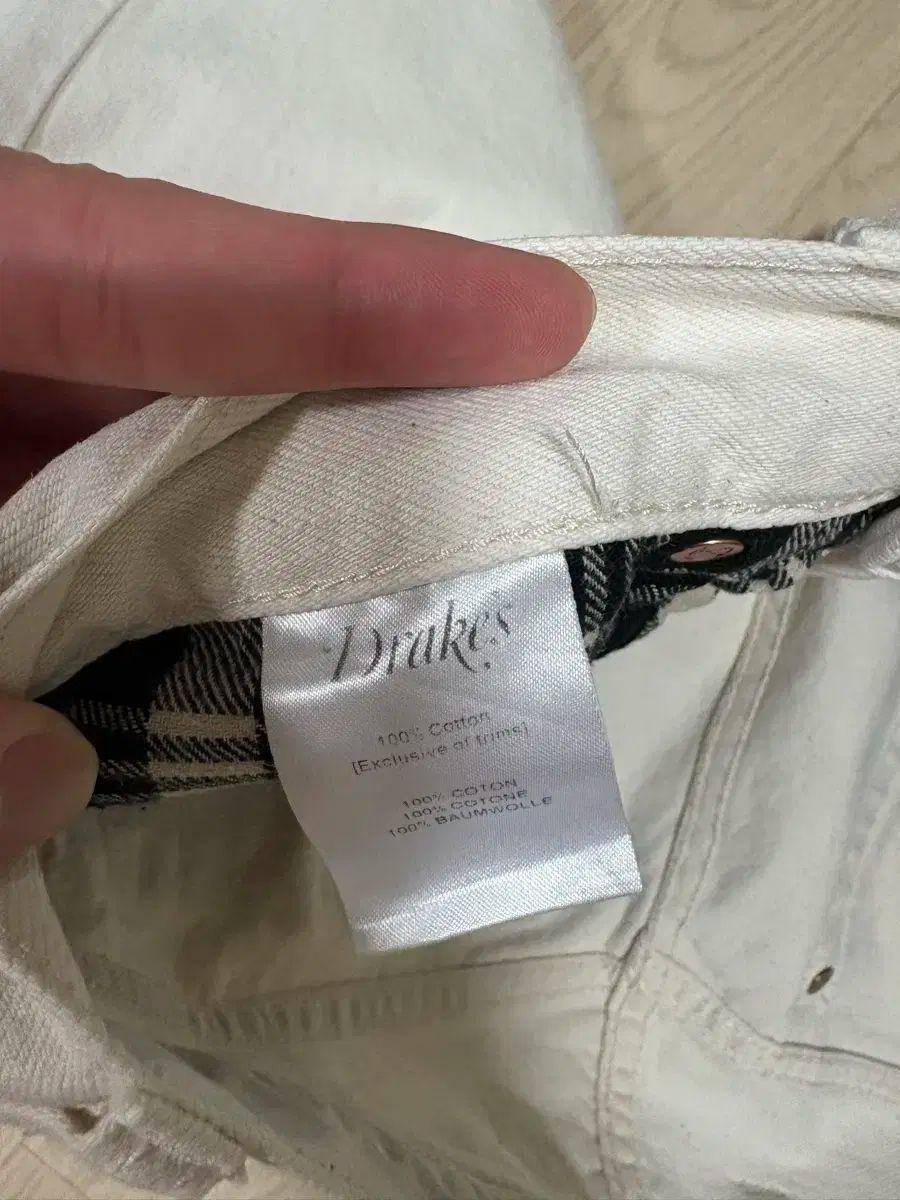 Drake's
100% Cotton
[Exclusive of trims]
100% COTON
100% COTONE
100% BAUMWOLLE